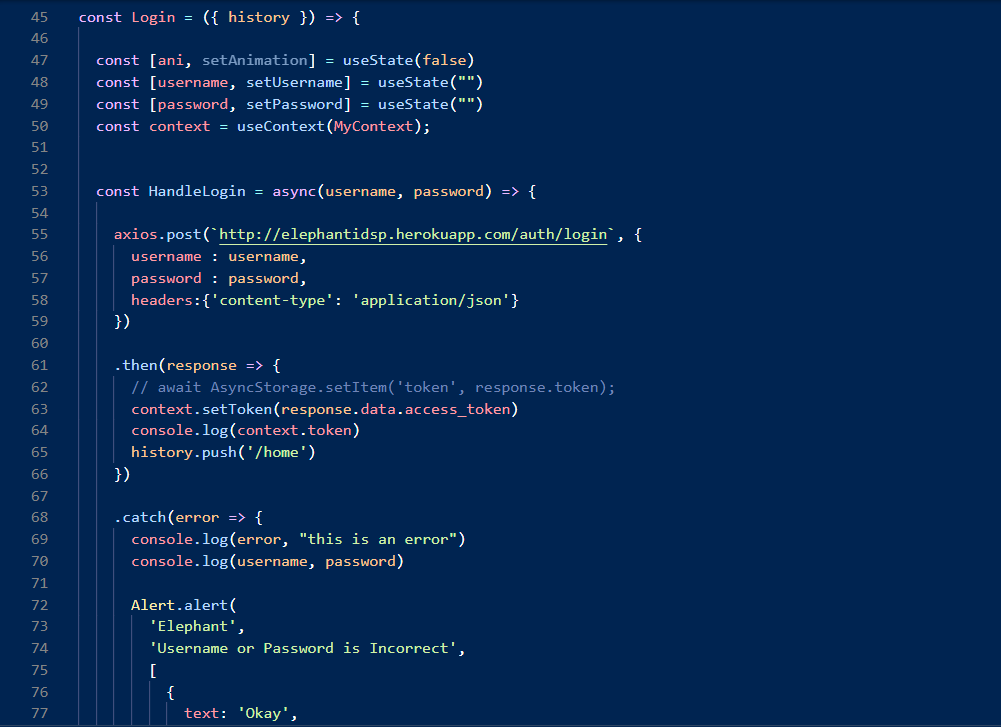 45 const Login = ({ history }) => {
46
47 const [ani, setAnimation] = useState(false)
48 const [username, setUsername] = useState("")
49 const [password, setPassword] = useState("")
50 const context = useContext(MyContext);
51
52
53 const HandleLogin = async(username, password) => {
54
55 axios.post(`http://elephantidsp.herokuapp.com/auth/login`, {
56 username : username,
57 password : password,
58 headers:{'content-type': 'application/json'}
59 })
60
61 .then(response => {
62 // await AsyncStorage.setItem('token', response.token);
63 context.setToken(response.data.access_token)
64 console.log(context.token)
65 history.push('/home')
66 })
67
68 .catch(error => {
69 console.log(error, "this is an error")
70 console.log(username, password)
71
72 Alert.alert(
73 'Elephant',
74 'Username or Password is Incorrect',
75 [
76 {
77 text: 'Okay',